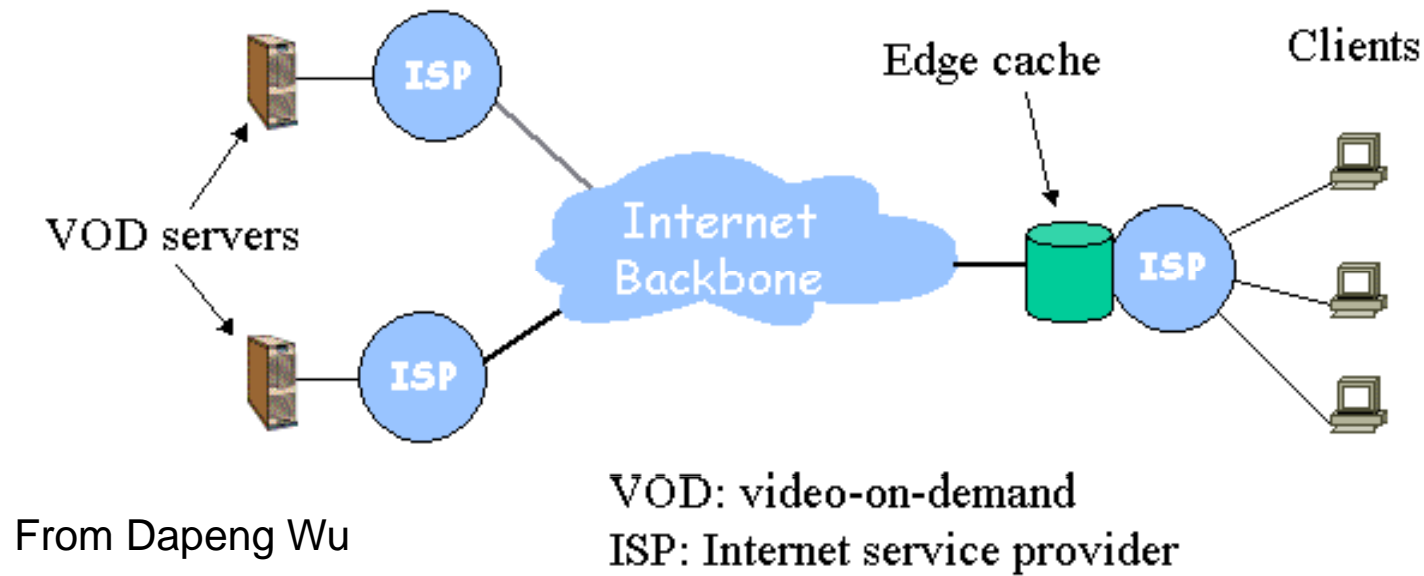 Clients
Edge cache
ISP
VOD servers
Internet
Backbone
ISP
ISP
VOD: video-on-demand
From Dapeng Wu
ISP: Internet service provider